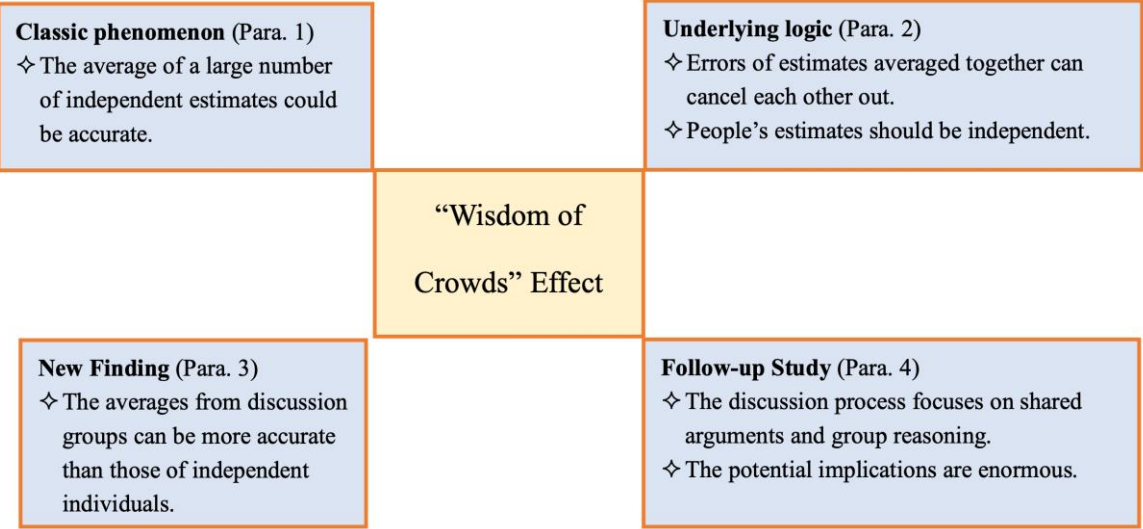 Classic phenomenon (Para. 1)
✧ The average of a large number
of independent estimates could
be accurate.
Underlying logic (Para. 2)
✧ Errors of estimates averaged together can
cancel each other out.
✧ People’s estimates should be independent.
“Wisdom of
Crowds” Effect
New Finding (Para. 3)
✧ The averages from discussion
groups can be more accurate
than those of independent
individuals.
Follow-up Study (Para. 4)
✧ The discussion process focuses on shared
arguments and group reasoning.
✧ The potential implications are enormous.